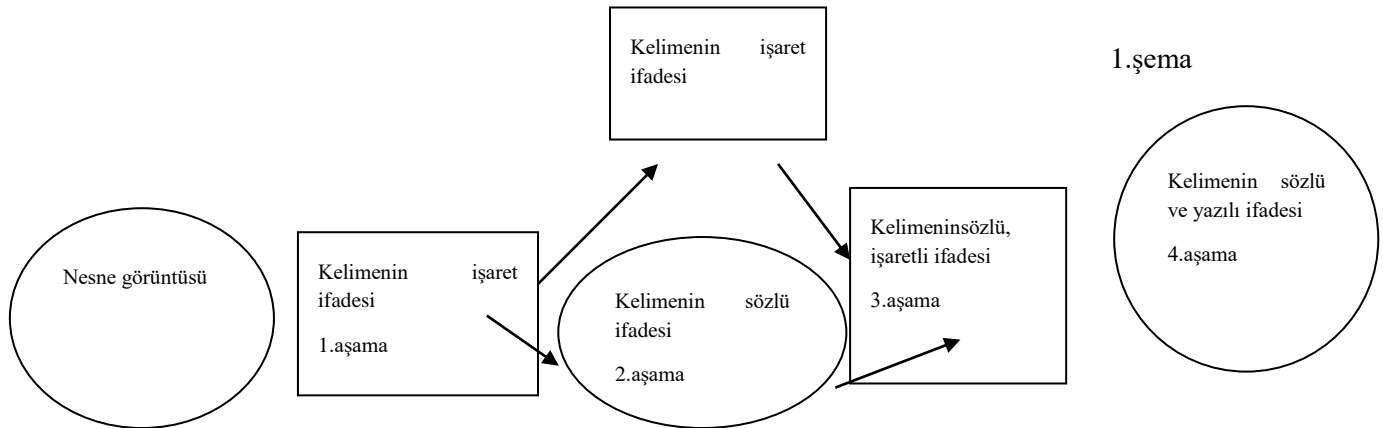 Kelimenin işaret
ifadesi
1.şema
Nesne görüntüsü
Kelimenin işaret
ifadesi
1.aşama
Kelimenin sözlü
ifadesi
2.aşama
Kelimeninsözlü,
işaretli ifadesi
3.aşama
Kelimenin sözlü
ve yazılı ifadesi
4.aşama